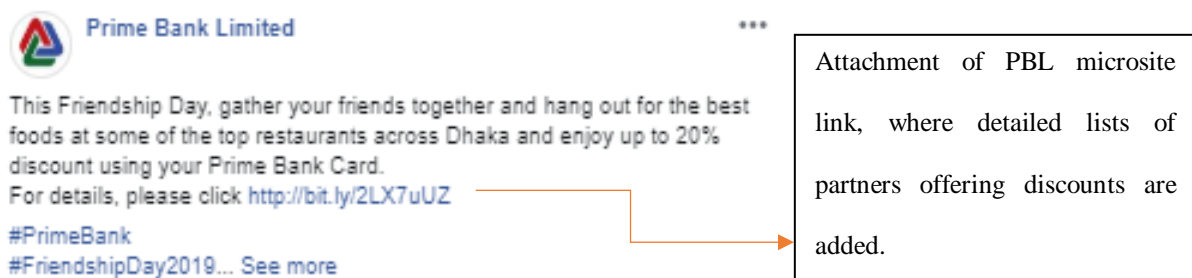 Prime Bank Limited
This Friendship Day, gather your friends together and hang out for the best
foods at some of the top restaurants across Dhaka and enjoy up to 20%
discount using your Prime Bank Card.
For details, please click http://bit.ly/2LX7uUZ
#PrimeBank
#FriendshipDay2019... See more
Attachment of PBL microsite
link, where detailed lists of
partners offering discounts are
added.